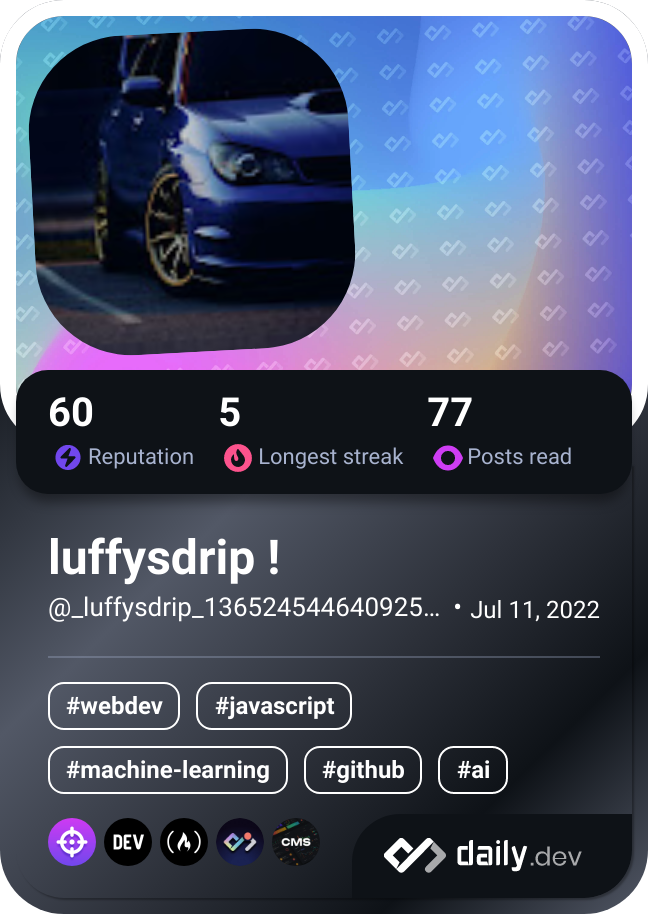 60 5 77
Reputation Longest streak Posts read
luffysdrip !
@_luffysdrip_136524544640925… • Jul 11, 2022
#webdev #javascript
#machine-learning #github #ai
DEV CMS
daily.dev